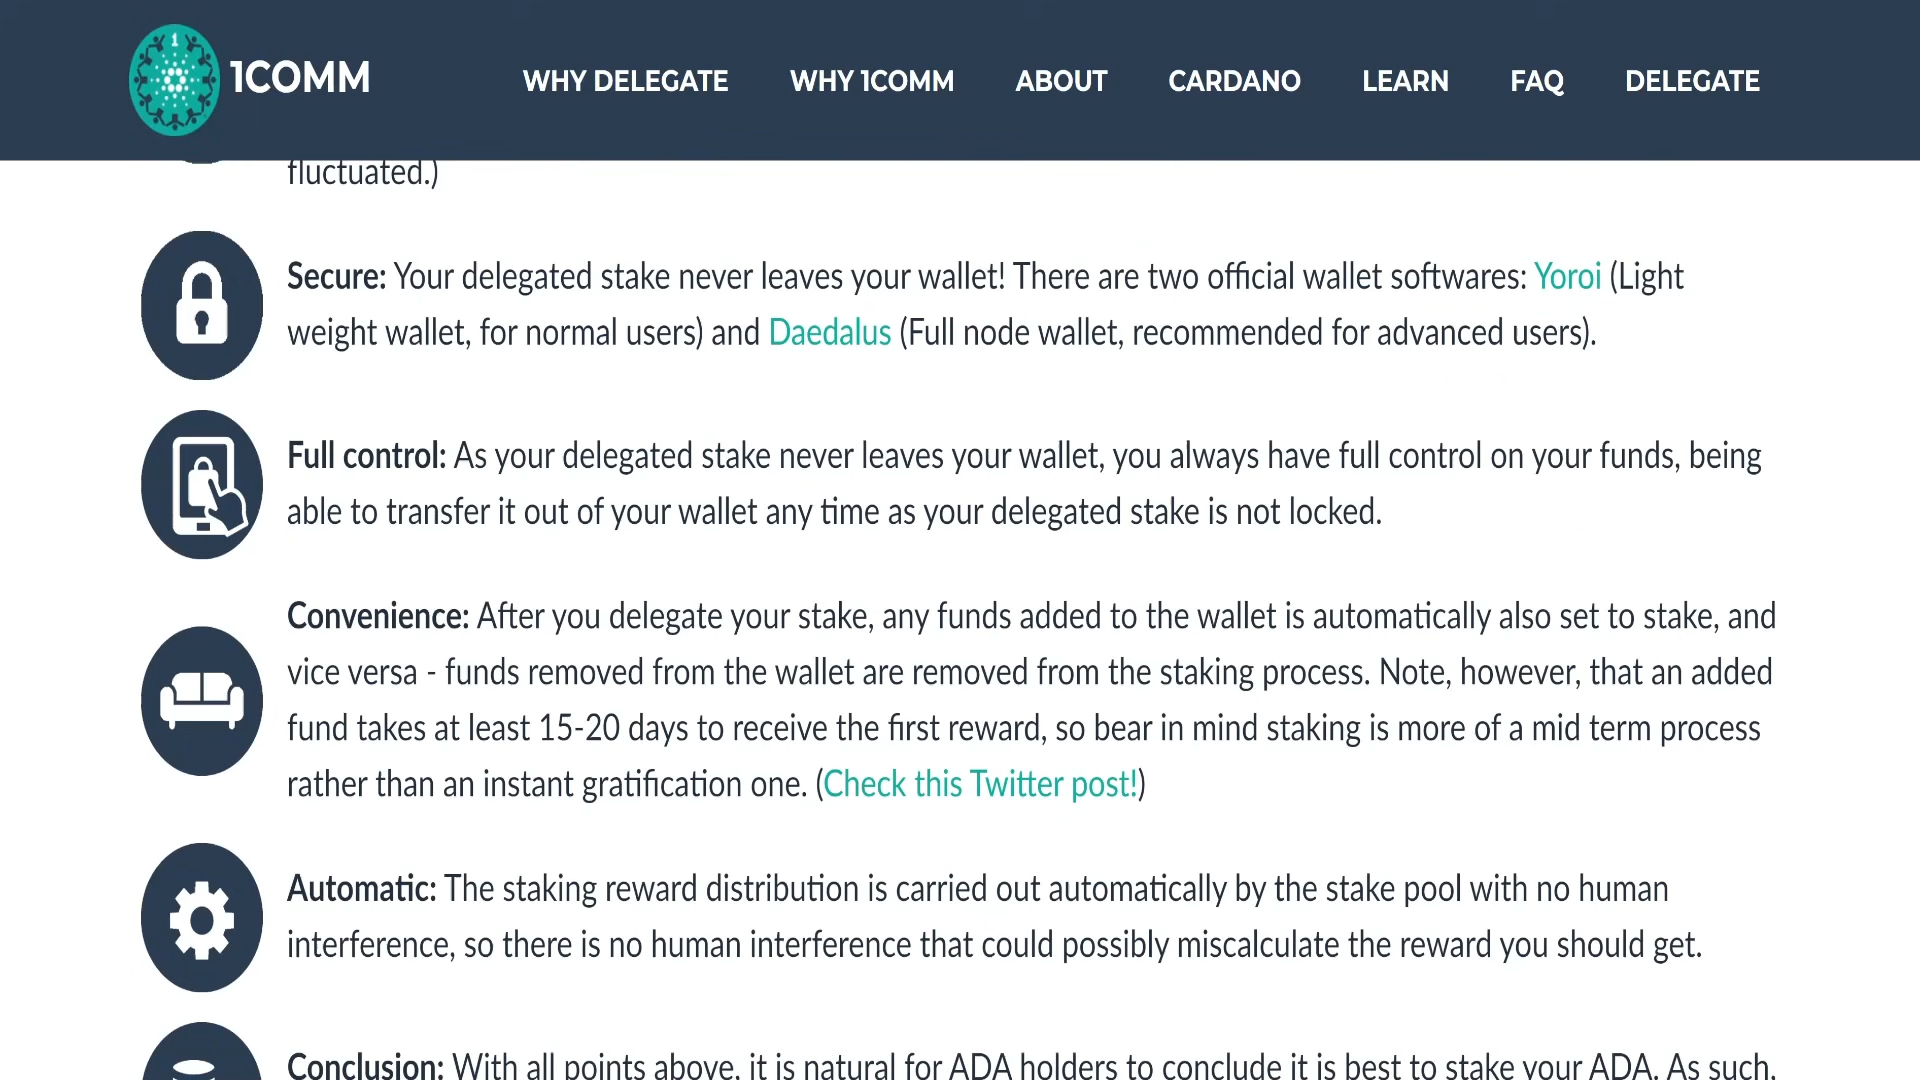 1COMM
WHY DELEGATE
WHY 1COMM
ABOUT
CARDANO
LEARN
FAQ
DELEGATE
fluctuated.)
Secure: Your delegated stake never leaves your wallet! There are two official wallet softwares: Yoroi (Light
weight wallet, for normal users) and Daedalus (Full node wallet, recommended for advanced users).
Full control: As your delegated stake never leaves your wallet, you always have full control on your funds, being
able to transfer it out of your wallet any time as your delegated stake is not locked.
Convenience: After you delegate your stake, any funds added to the wallet is automatically also set to stake, and
vice versa - funds removed from the wallet are removed from the staking process. Note, however, that an added
fund takes at least 15-20 days to receive the first reward, so bear in mind staking is more of a mid term process
rather than an instant gratification one. (Check this Twitter post!)
Automatic: The staking reward distribution is carried out automatically by the stake pool with no human
interference, so there is no human interference that could possibly miscalculate the reward you should get.
Conclusion: With all points above, it is natural for ADA holders to conclude it is best to stake your ADA. As such,